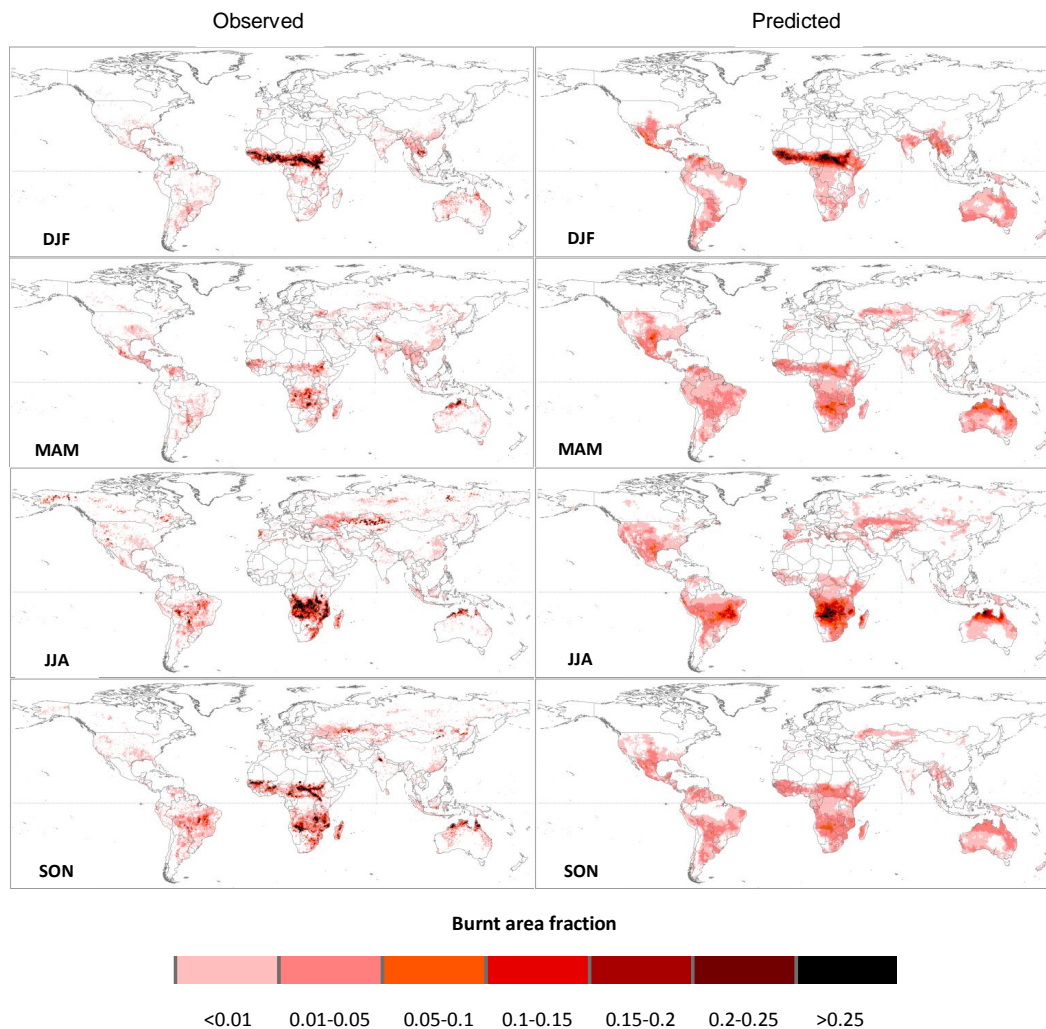 Observed Predicted
DJF DJF
MAM MAM
JJA JJA
SON SON
Burnt area fraction
<0.01 0.01-0.05 0.05-0.1 0.1-0.15 0.15-0.2 0.2-0.25 >0.25